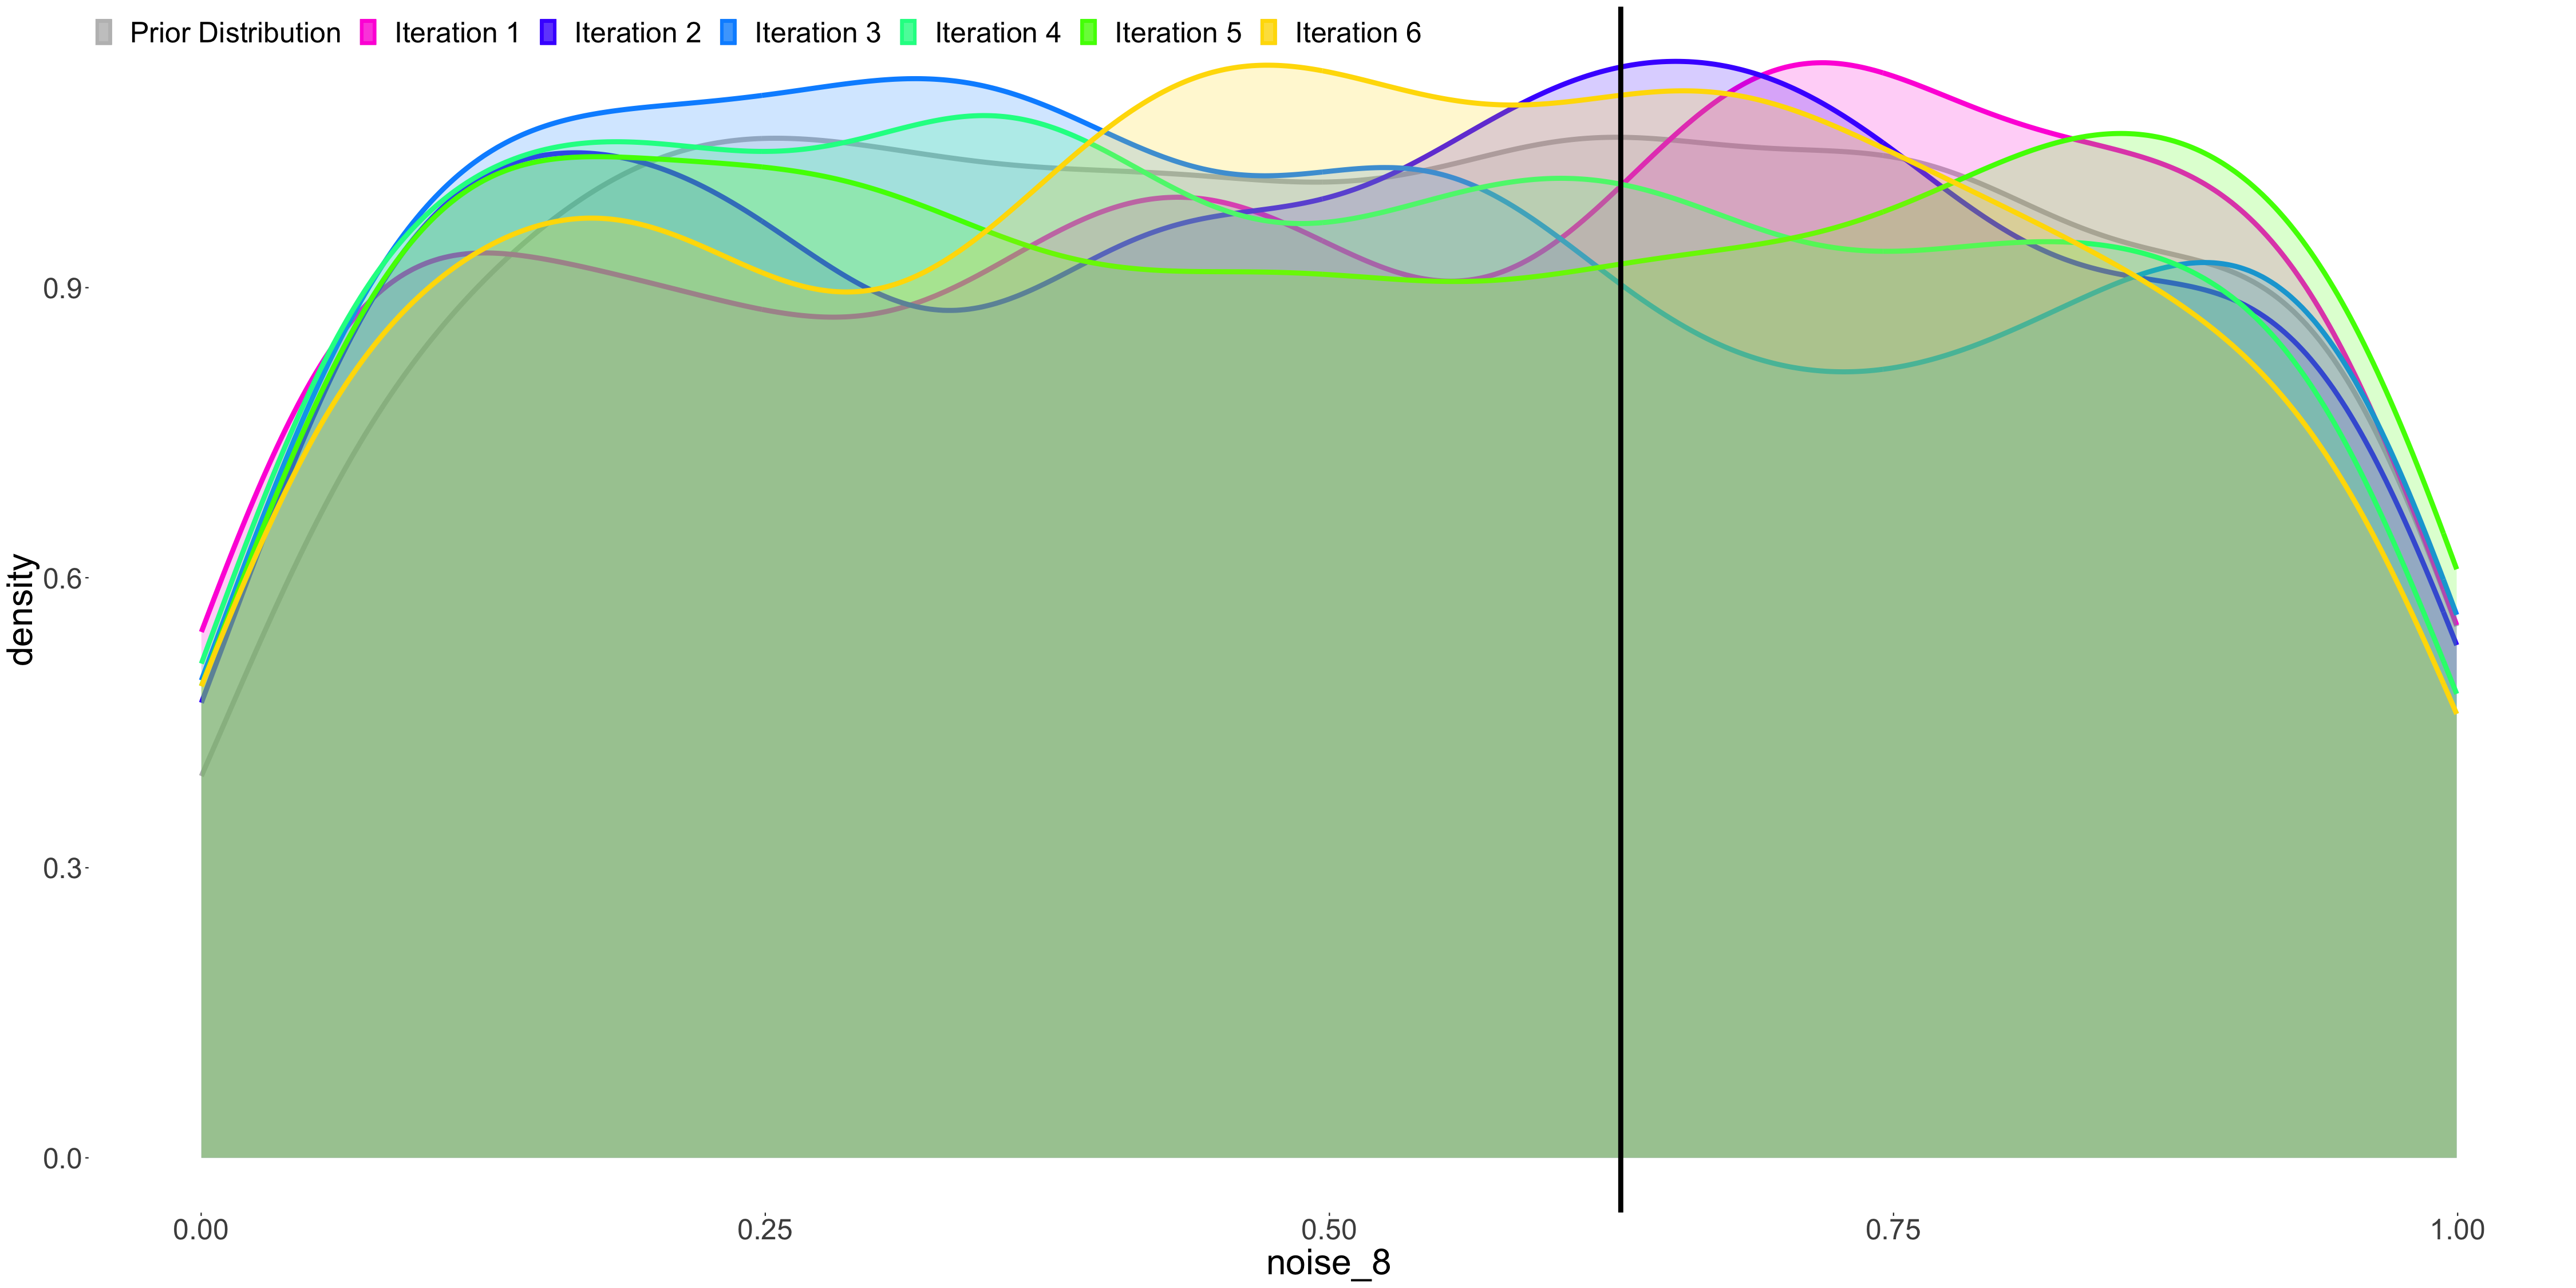 Prior Distribution Iteration 1 Iteration 2 Iteration 3 Iteration 4 Iteration 5 Iteration 6
density
0.9
0.6
0.3
0.0
0.00 0.25 0.50 0.75 1.00
noise_8